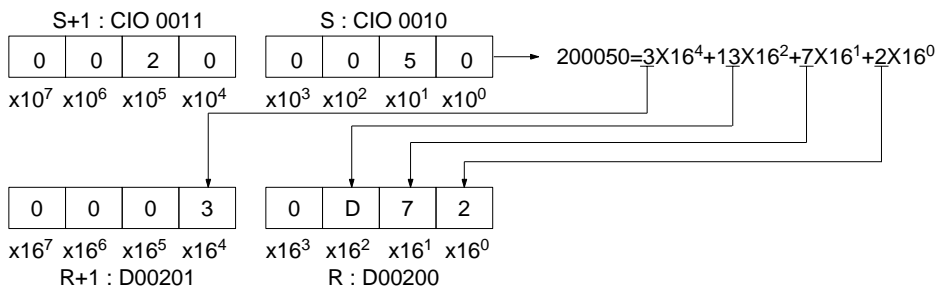 S+1 : CIO 0011 S : CIO 0010
0 0 2 0 0 0 5 0 200050=3X16⁴+13X16²+7X16¹+2X16⁰
x10⁷ x10⁶ x10⁵ x10⁴ x10³ x10² x10¹ x10⁰
0 0 0 3 0 D 7 2
x16⁷ x16⁶ x16⁵ x16⁴ x16³ x16² x16¹ x16⁰
R+1 : D00201 R : D00200